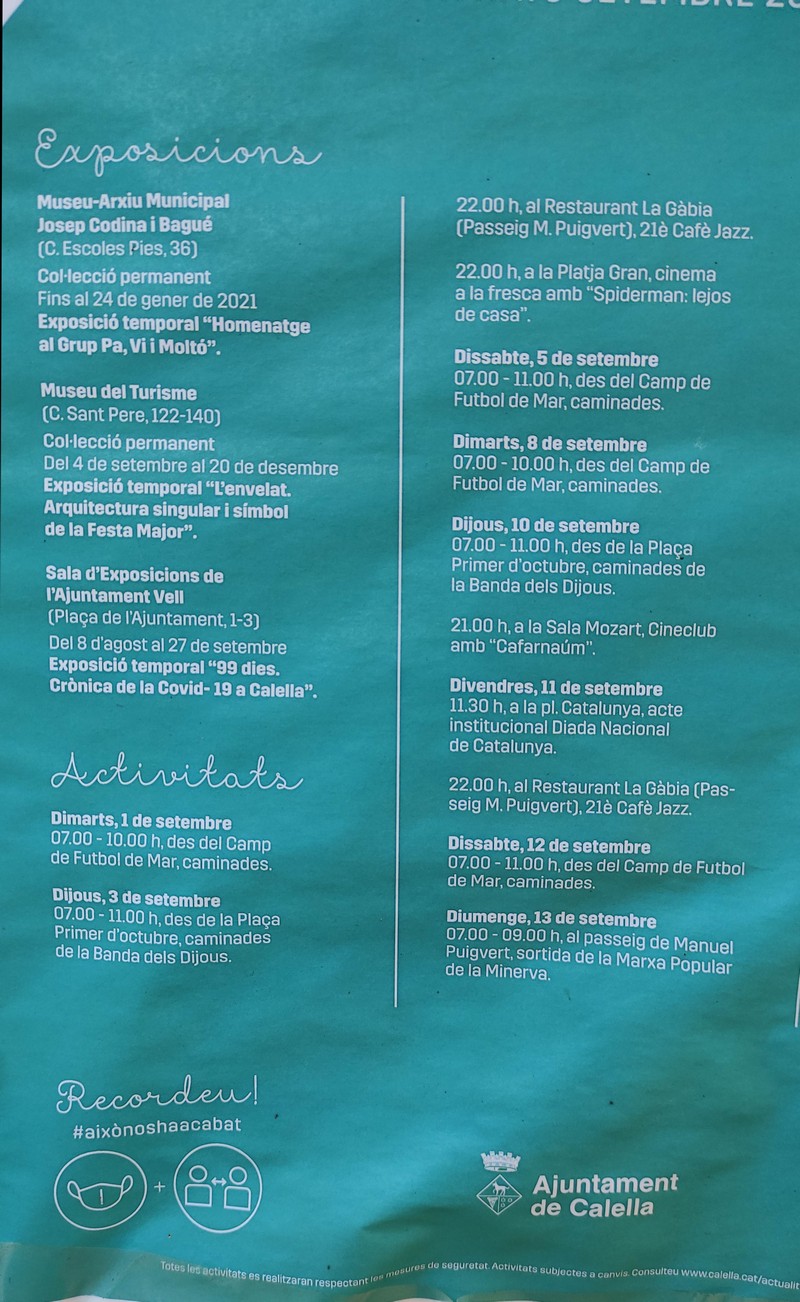 Exposicions
Museu-Arxiu Municipal
Josep Codina i Bagué
(C. Escoles Pies, 36)
Col·lecció permanent
Fins al 24 de gener de 2021
Exposició temporal “Homenatge
al Grup Pa, Vi i Moltó”.
Museu del Turisme
(C. Sant Pere, 122-140)
Col·lecció permanent
Del 4 de setembre al 20 de desembre
Exposició temporal “L’envelat.
Arquitectura singular i símbol
de la Festa Major”.
Sala d’Exposicions de
l’Ajuntament Vell
(Plaça de l’Ajuntament, 1-3)
Del 8 d’agost al 27 de setembre
Exposició temporal “99 dies.
Crònica de la Covid- 19 a Calella”.
Activitats
Dimarts, 1 de setembre
07.00 - 10.00 h, des del Camp
de Futbol de Mar, caminades.
Dijous, 3 de setembre
07.00 - 11.00 h, des de la Plaça
Primer d’octubre, caminades
de la Banda dels Dijous.
22.00 h, al Restaurant La Gàbia
(Passeig M. Puigvert), 21è Cafè Jazz.
22.00 h, a la Platja Gran, cinema
a la fresca amb “Spiderman: lejos
de casa”.
Dissabte, 5 de setembre
07.00 - 11.00 h, des del Camp de
Futbol de Mar, caminades.
Dimarts, 8 de setembre
07.00 - 10.00 h, des del Camp de
Futbol de Mar, caminades.
Dijous, 10 de setembre
07.00 - 11.00 h, des de la Plaça
Primer d’octubre, caminades de
la Banda dels Dijous.
21.00 h, a la Sala Mozart, Cineclub
amb “Cafarnaúm”.
Divendres, 11 de setembre
11.30 h, a la pl. Catalunya, acte
institucional Diada Nacional
de Catalunya.
22.00 h, al Restaurant La Gàbia (Pas-
seig M. Puigvert), 21è Cafè Jazz.
Dissabte, 12 de setembre
07.00 - 11.00 h, des del Camp de Futbol
de Mar, caminades.
Diumenge, 13 de setembre
07.00 - 09.00 h, al passeig de Manuel
Puigvert, sortida de la Marxa Popular
de la Minerva.
Recordeu!
#aixònoshaacabat
+
Ajuntament
de Calella
Totes les activitats es realitzaran respectant les mesures de seguretat. Activitats subjectes a canvis. Consulteu www.calella.cat/actualit